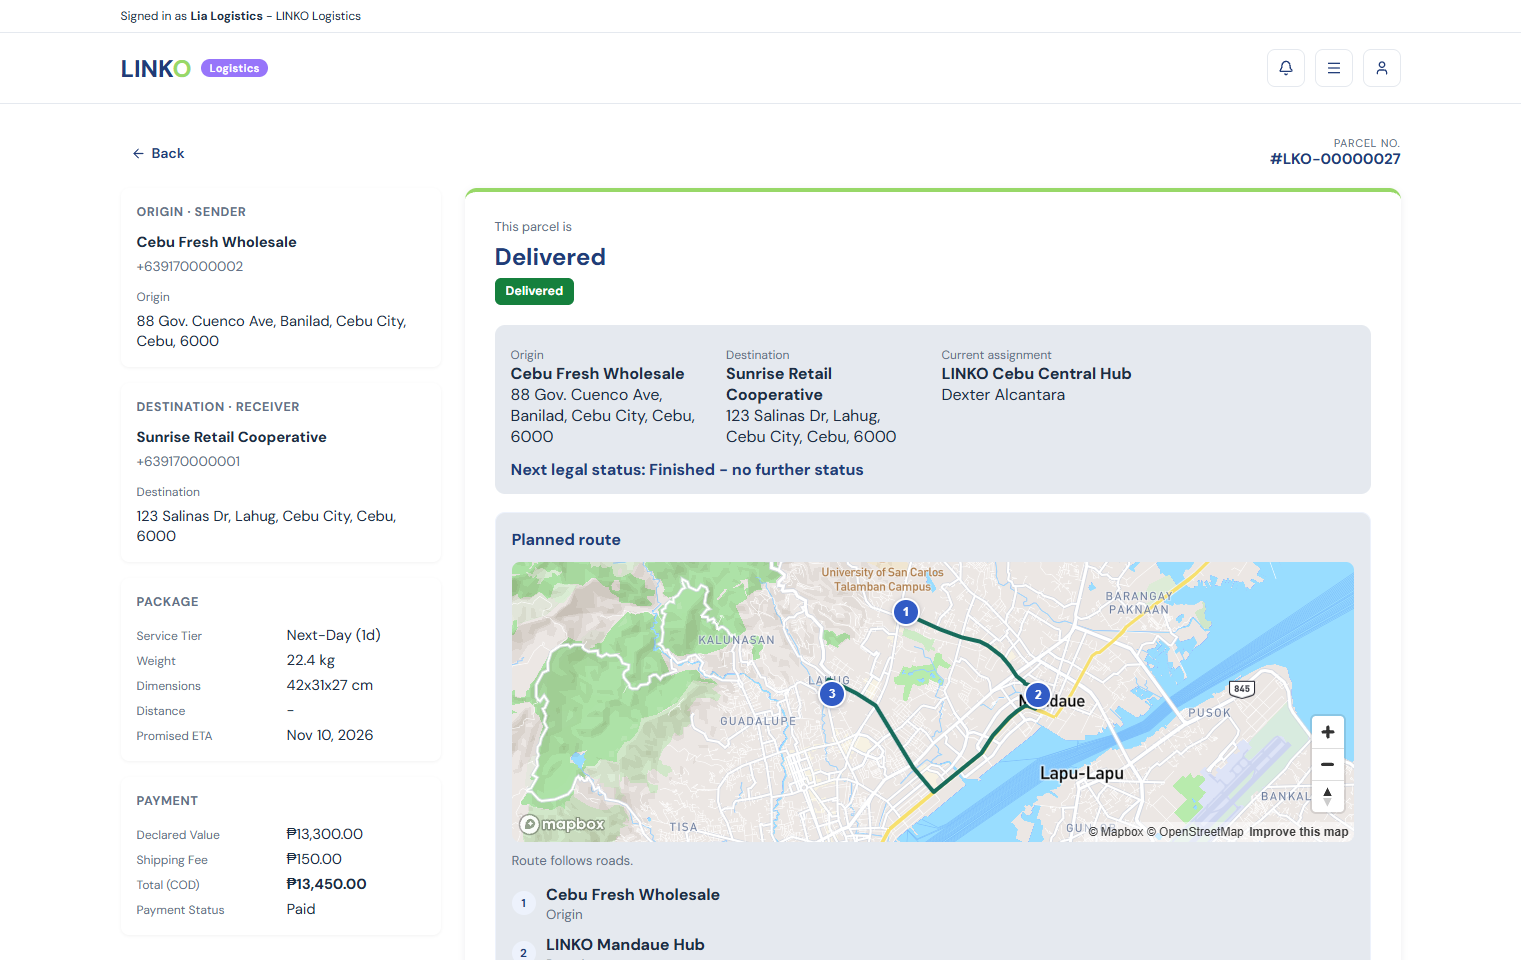 Signed in as Lia Logistics – LINKO Logistics
LINKO Logistics
← Back
PARCEL NO.
#LKO-00000027
ORIGIN · SENDER
Cebu Fresh Wholesale
+639170000002
Origin
88 Gov. Cuenco Ave, Banilad, Cebu City,
Cebu, 6000
DESTINATION · RECEIVER
Sunrise Retail Cooperative
+639170000001
Destination
123 Salinas Dr, Lahug, Cebu City, Cebu,
6000
PACKAGE
Service Tier Next-Day (1d)
Weight 22.4 kg
Dimensions 42x31x27 cm
Distance –
Promised ETA Nov 10, 2026
PAYMENT
Declared Value ₱13,300.00
Shipping Fee ₱150.00
Total (COD) ₱13,450.00
Payment Status Paid
This parcel is
Delivered
Delivered
Origin
Cebu Fresh Wholesale
88 Gov. Cuenco Ave,
Banilad, Cebu City, Cebu,
6000
Destination
Sunrise Retail
Cooperative
123 Salinas Dr, Lahug,
Cebu City, Cebu, 6000
Current assignment
LINKO Cebu Central Hub
Dexter Alcantara
Next legal status: Finished – no further status
Planned route
University of San Carlos
Talamban Campus
BARANGAY
PAKNAAN
1
KALUNASAN
LAHUG
3
2
845
GUADALUPE
PUSOK
Lapu-Lapu
BANKAL
TISA
mapbox
© Mapbox © OpenStreetMap Improve this map
Route follows roads.
1 Cebu Fresh Wholesale
Origin
2 LINKO Mandaue Hub